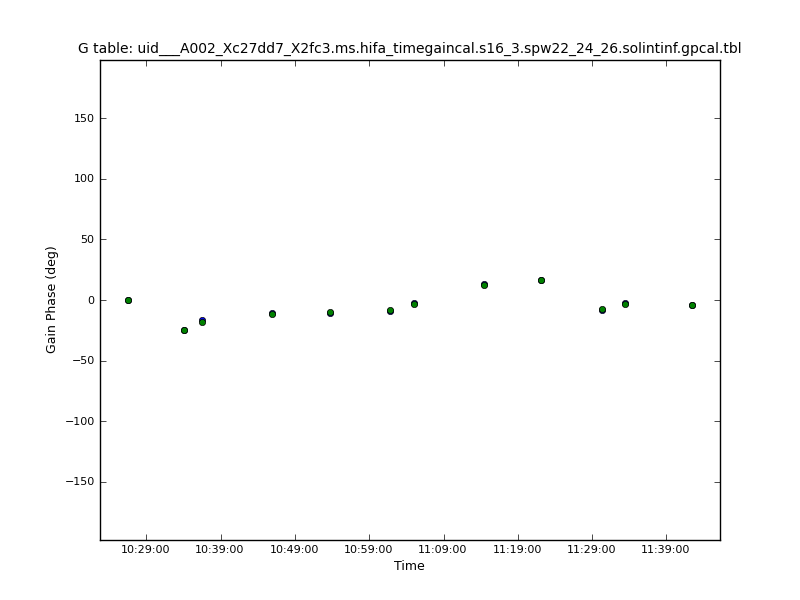 G table: uid___A002_Xc27dd7_X2fc3.ms.hifa_timegaincal.s16_3.spw22_24_26.solintinf.gpcal.tbl
150
100
50
0
−50
−100
−150
Gain Phase (deg)
10:29:00 10:39:00 10:49:00 10:59:00 11:09:00 11:19:00 11:29:00 11:39:00
Time